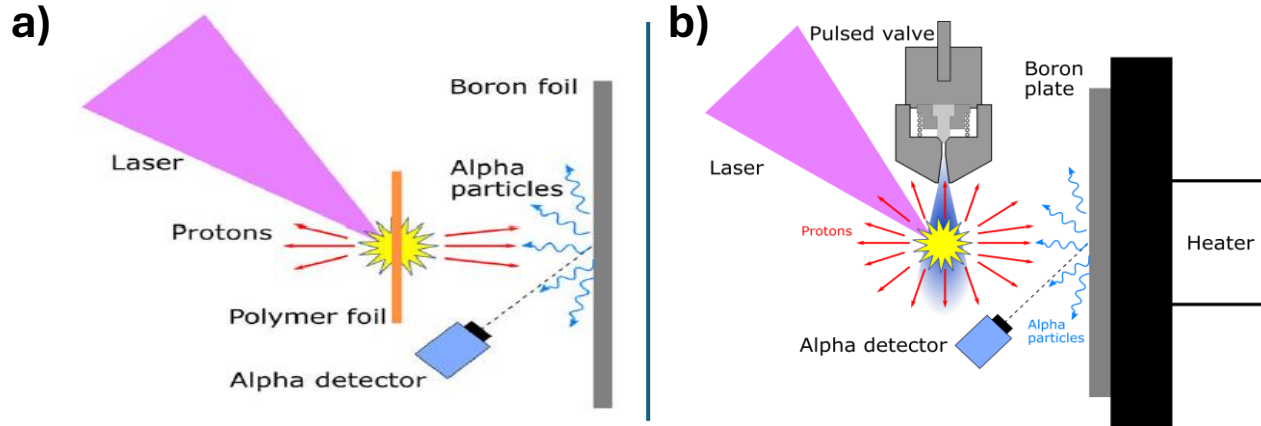 a)
Boron foil
Laser
Alpha
particles
Protons
Polymer foil
Alpha detector
b)
Pulsed valve
Boron
plate
Laser
Protons
Heater
Alpha detector
Alpha
particles